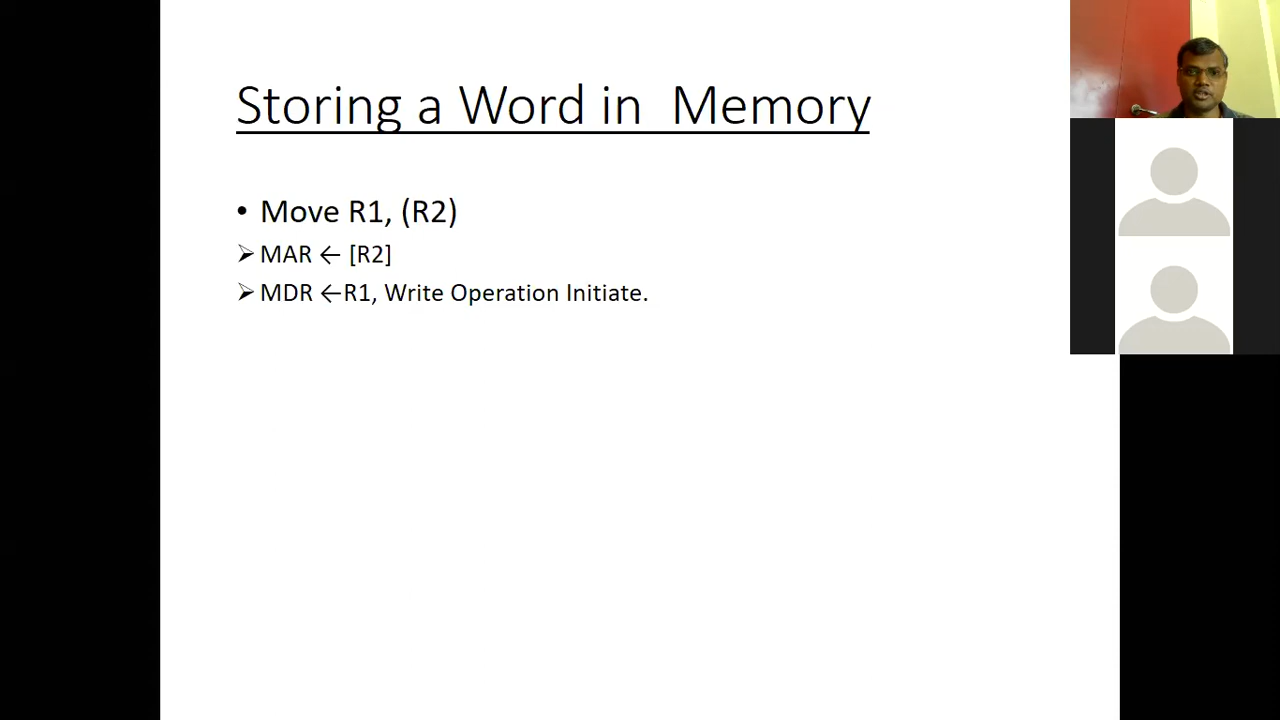 Storing a Word in Memory
• Move R1, (R2)
➢ MAR ← [R2]
➢ MDR ←R1, Write Operation Initiate.